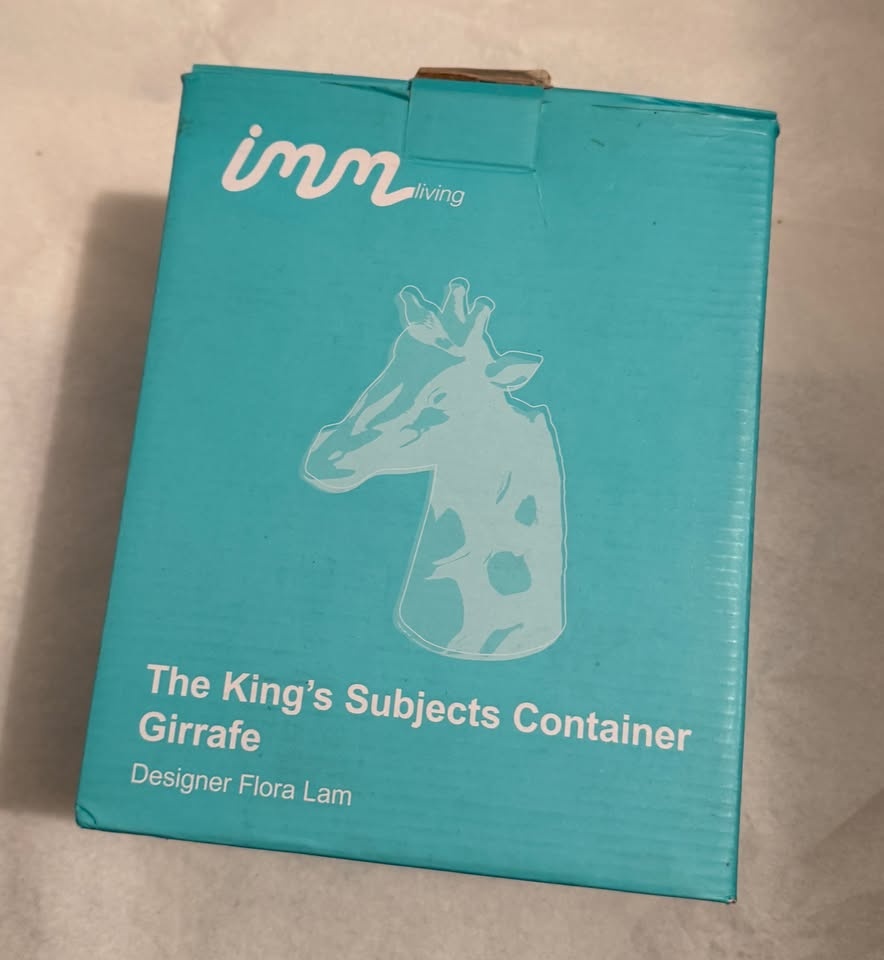 imm living
The King's Subjects Container
Girrafe
Designer Flora Lam